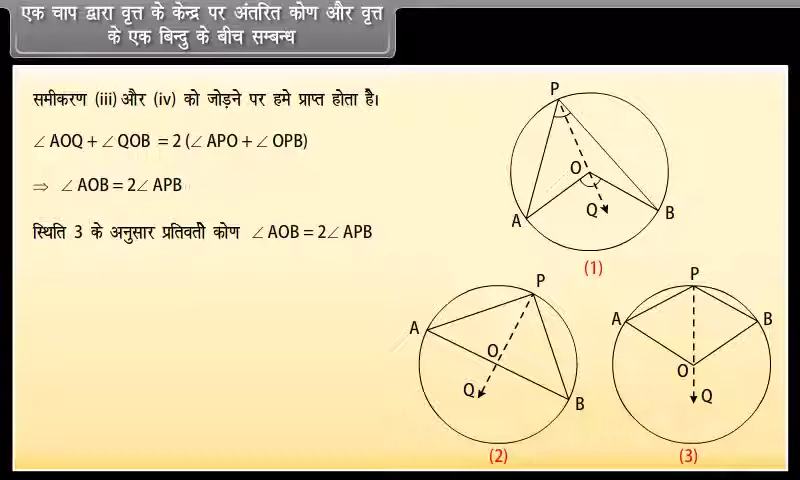 एक चाप द्वारा वृत्त के केन्द्र पर अंतरित कोण और वृत्त
के एक बिन्दु के बीच सम्बन्ध
समीकरण (iii) और (iv) को जोड़ने पर हमे प्राप्त होता है।
∠ AOQ + ∠ QOB = 2 (∠ APO + ∠ OPB)
⇒ ∠ AOB = 2∠ APB
स्थिति 3 के अनुसार प्रतिवर्ती कोण ∠ AOB = 2∠ APB
P
O
A
Q
B
(1)
P
A
O
Q
B
(2)
P
A
B
O
Q
(3)